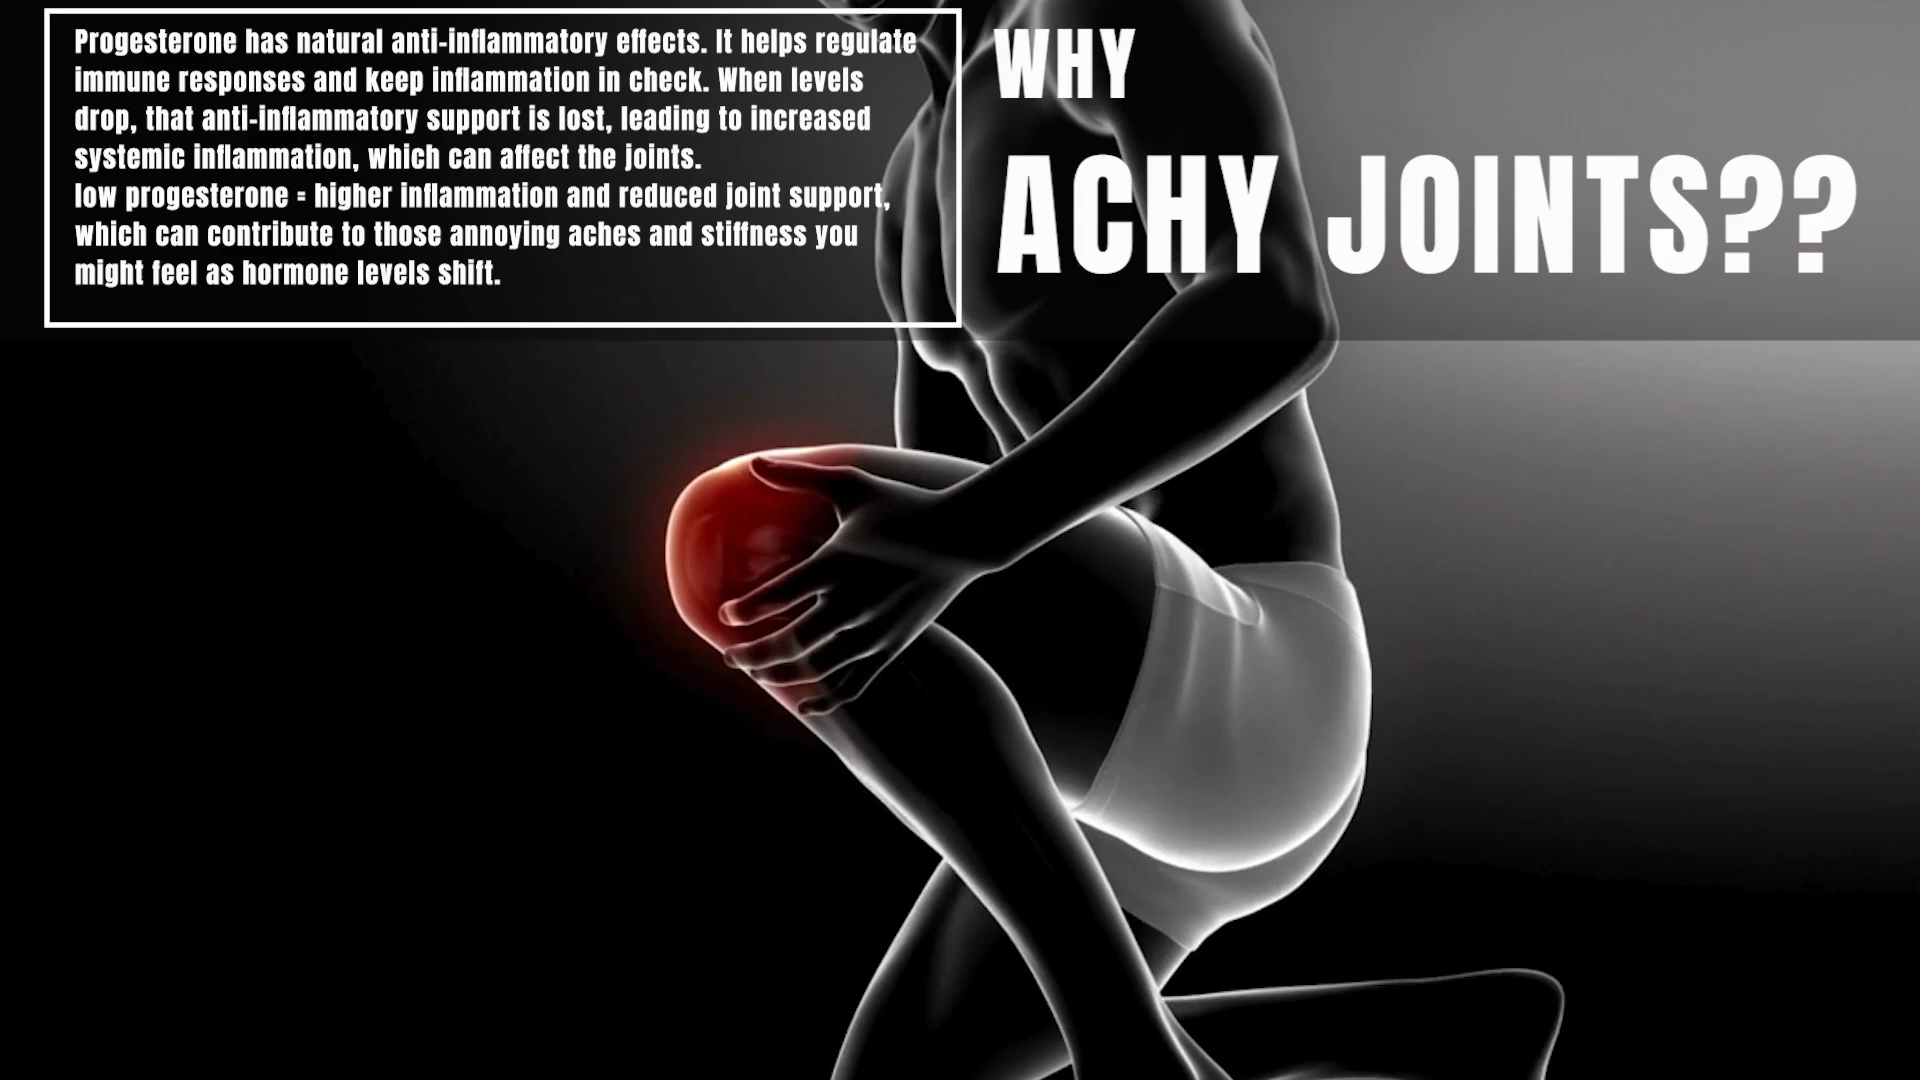 Progesterone has natural anti-inflammatory effects. It helps regulate
immune responses and keep inflammation in check. When levels
drop, that anti-inflammatory support is lost, leading to increased
systemic inflammation, which can affect the joints.
low progesterone = higher inflammation and reduced joint support,
which can contribute to those annoying aches and stiffness you
might feel as hormone levels shift.
WHY
ACHY JOINTS??